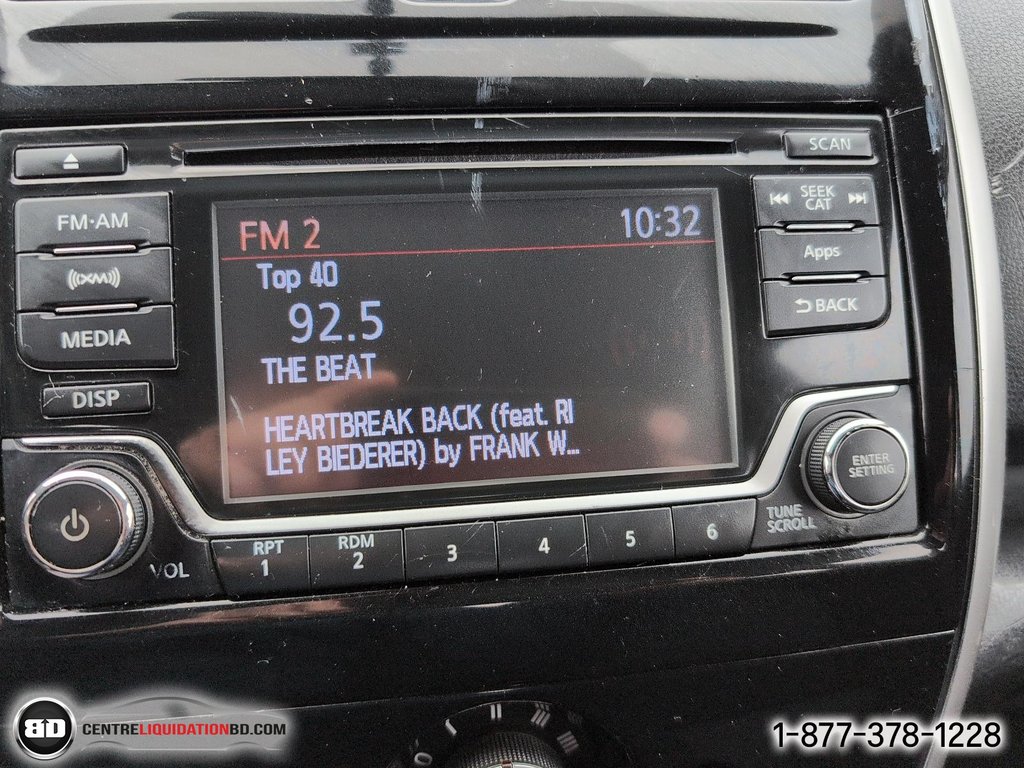 SCAN
FM·AM
SEEK
CAT
FM 2
10:32
((XM))
Top 40
Apps
92.5
MEDIA
BACK
THE BEAT
DISP
HEARTBREAK BACK (feat. RI
LEY BIEDERER) by FRANK W...
ENTER
SETTING
TUNE
SCROLL
VOL
RPT
1
RDM
2
3
4
5
6
BD
CENTRELIQUIDATIONBD.COM
1-877-378-1228
0